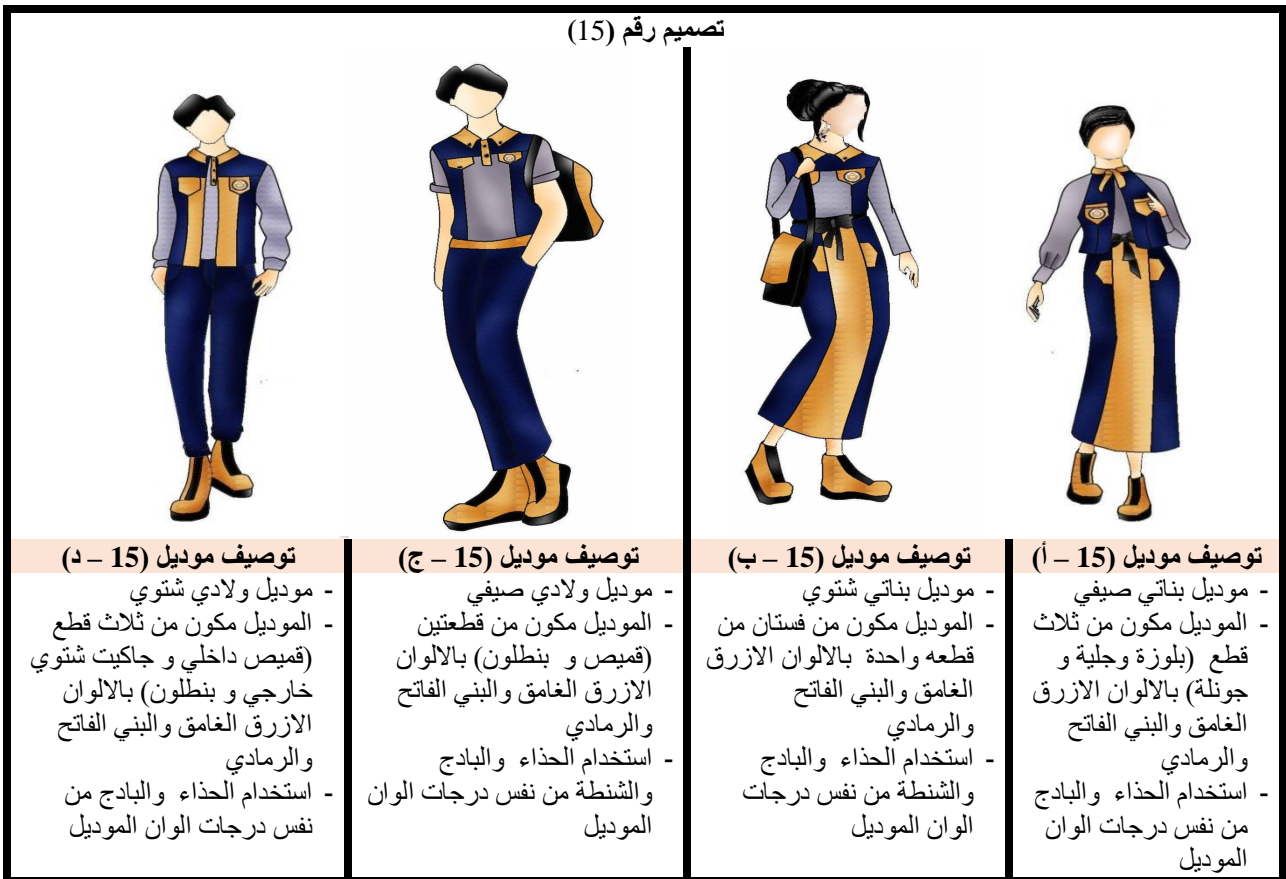 تصميم رقم (15)
توصيف موديل (15 – أ)
- موديل بناتي صيفي
- الموديل مكون من ثلاث
قطع (بلوزة وجلية و
جونلة) بالالوان الازرق
الغامق والبني الفاتح
والرمادي
- استخدام الحذاء والبادج
من نفس درجات الوان
الموديل
توصيف موديل (15 – ب)
- موديل بناتي شتوي
- الموديل مكون من فستان من
قطعه واحدة بالالوان الازرق
الغامق والبني الفاتح
والرمادي
- استخدام الحذاء والبادج
والشنطة من نفس درجات
الوان الموديل
توصيف موديل (15 – ج)
- موديل ولادي صيفي
- الموديل مكون من قطعتين
(قميص و بنطلون) بالالوان
الازرق الغامق والبني الفاتح
والرمادي
- استخدام الحذاء والبادج
والشنطة من نفس درجات الوان
الموديل
توصيف موديل (15 – د)
- موديل ولادي شتوي
- الموديل مكون من ثلاث قطع
(قميص داخلي و جاكيت شتوي
خارجي و بنطلون) بالالوان
الازرق الغامق والبني الفاتح
والرمادي
- استخدام الحذاء والبادج من
نفس درجات الوان الموديل